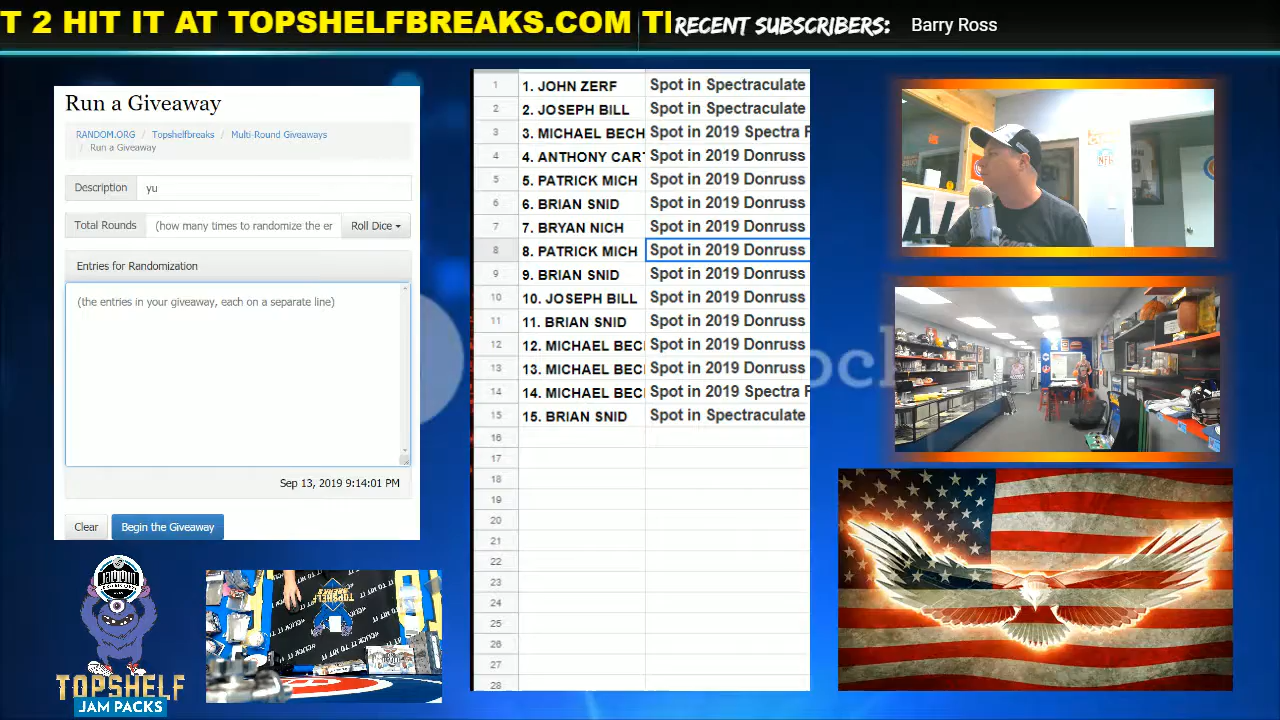 T 2 HIT IT AT TOPSHELFBREAKS.COM
RECENT SUBSCRIBERS: Barry Ross
Run a Giveaway
RANDOM.ORG / Topshelfbreaks / Multi-Round Giveaways
/ Run a Giveaway
Description yu
Total Rounds (how many times to randomize the er Roll Dice
Entries for Randomization
(the entries in your giveaway, each on a separate line)
Sep 13, 2019 9:14:01 PM
Clear Begin the Giveaway
1 1. JOHN ZERF Spot in Spectraculate
2 2. JOSEPH BILL Spot in Spectraculate
3 3. MICHAEL BECH Spot in 2019 Spectra F
4 4. ANTHONY CART Spot in 2019 Donruss
5 5. PATRICK MICH Spot in 2019 Donruss
6 6. BRIAN SNID Spot in 2019 Donruss
7 7. BRYAN NICH Spot in 2019 Donruss
8 8. PATRICK MICH Spot in 2019 Donruss
9 9. BRIAN SNID Spot in 2019 Donruss
10 10. JOSEPH BILL Spot in 2019 Donruss
11 11. BRIAN SNID Spot in 2019 Donruss
12 12. MICHAEL BEC Spot in 2019 Donruss
13 13. MICHAEL BEC Spot in 2019 Donruss
14 14. MICHAEL BEC Spot in 2019 Spectra F
15 15. BRIAN SNID Spot in Spectraculate
16
17
18
19
20
21
22
23
24
25
26
27
28
TOPSHELF
JAM PACKS